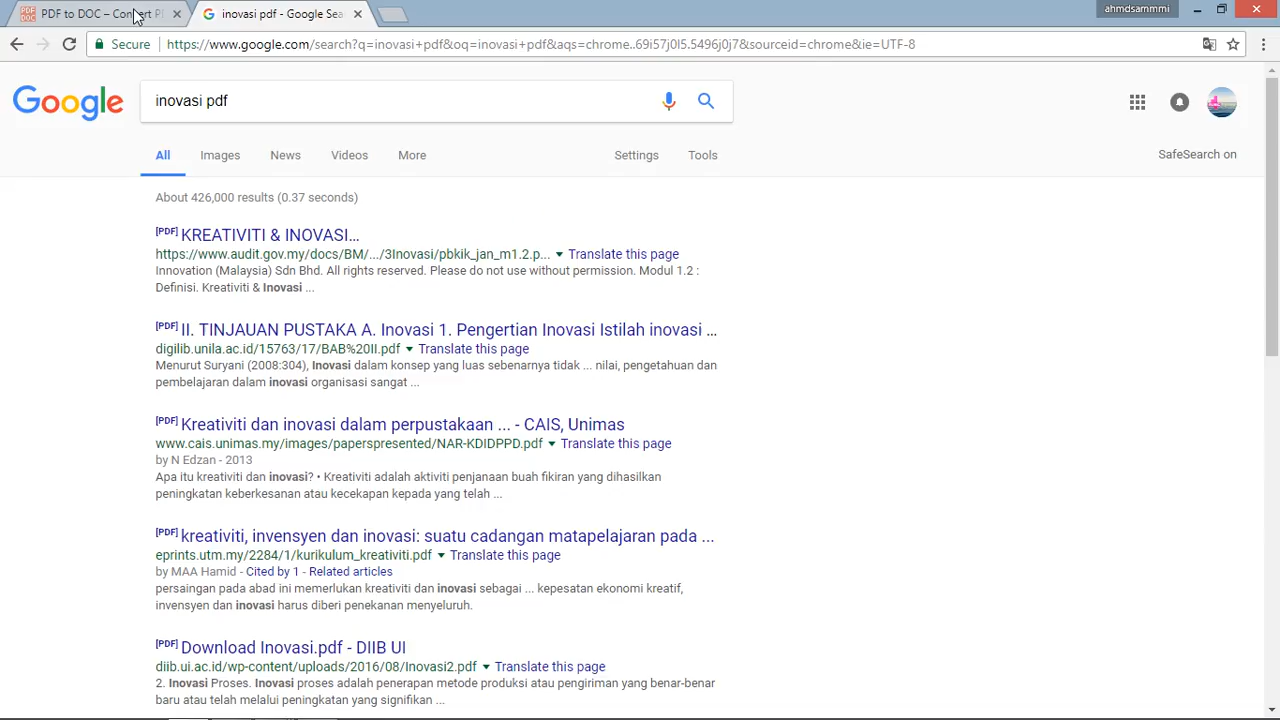 PDF to DOC – Convert P
inovasi pdf - Google Sea
ahmdsammmi
Secure
https://www.google.com/search?q=inovasi+pdf&oq=inovasi+pdf&aqs=chrome..69i57j0l5.5496j0j7&sourceid=chrome&ie=UTF-8
Google
inovasi pdf
All Images News Videos More Settings Tools
SafeSearch on
About 426,000 results (0.37 seconds)
[PDF] KREATIVITI & INOVASI...
https://www.audit.gov.my/docs/BM/.../3Inovasi/pbkik_jan_m1.2.p... Translate this page
Innovation (Malaysia) Sdn Bhd. All rights reserved. Please do not use without permission. Modul 1.2 :
Definisi. Kreativiti & Inovasi ...
[PDF] II. TINJAUAN PUSTAKA A. Inovasi 1. Pengertian Inovasi Istilah inovasi ...
digilib.unila.ac.id/15763/17/BAB%20II.pdf Translate this page
Menurut Suryani (2008:304), Inovasi dalam konsep yang luas sebenarnya tidak ... nilai, pengetahuan dan
pembelajaran dalam inovasi organisasi sangat ...
[PDF] Kreativiti dan inovasi dalam perpustakaan ... - CAIS, Unimas
www.cais.unimas.my/images/paperspresented/NAR-KDIDPPD.pdf Translate this page
by N Edzan - 2013
Apa itu kreativiti dan inovasi? • Kreativiti adalah aktiviti penjanaan buah fikiran yang dihasilkan
peningkatan keberkesanan atau kecekapan kepada yang telah ...
[PDF] kreativiti, invensyen dan inovasi: suatu cadangan matapelajaran pada ...
eprints.utm.my/2284/1/kurikulum_kreativiti.pdf Translate this page
by MAA Hamid - Cited by 1 - Related articles
persaingan pada abad ini memerlukan kreativiti dan inovasi sebagai ... kepesatan ekonomi kreatif,
invensyen dan inovasi harus diberi penekanan menyeluruh.
[PDF] Download Inovasi.pdf - DIIB UI
diib.ui.ac.id/wp-content/uploads/2016/08/Inovasi2.pdf Translate this page
2. Inovasi Proses. Inovasi proses adalah penerapan metode produksi atau pengiriman yang benar-benar
baru atau telah melalui peningkatan yang signifikan ...